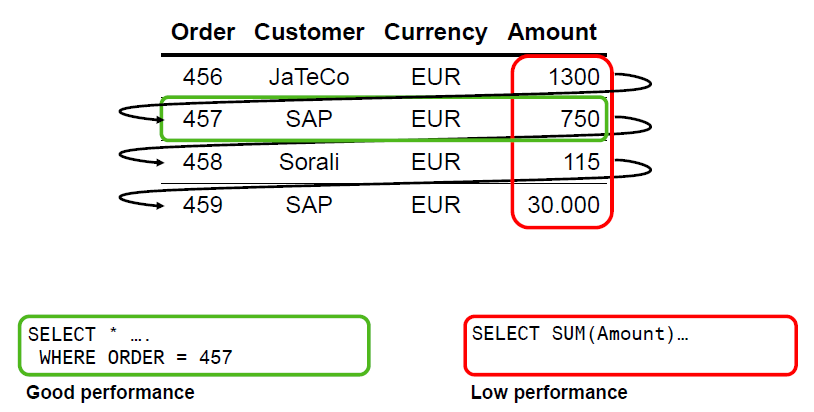 Order Customer Currency Amount
456 JaTeCo EUR 1300
457 SAP EUR 750
458 Sorali EUR 115
459 SAP EUR 30.000
SELECT * ….
WHERE ORDER = 457
Good performance
SELECT SUM(Amount)…
Low performance